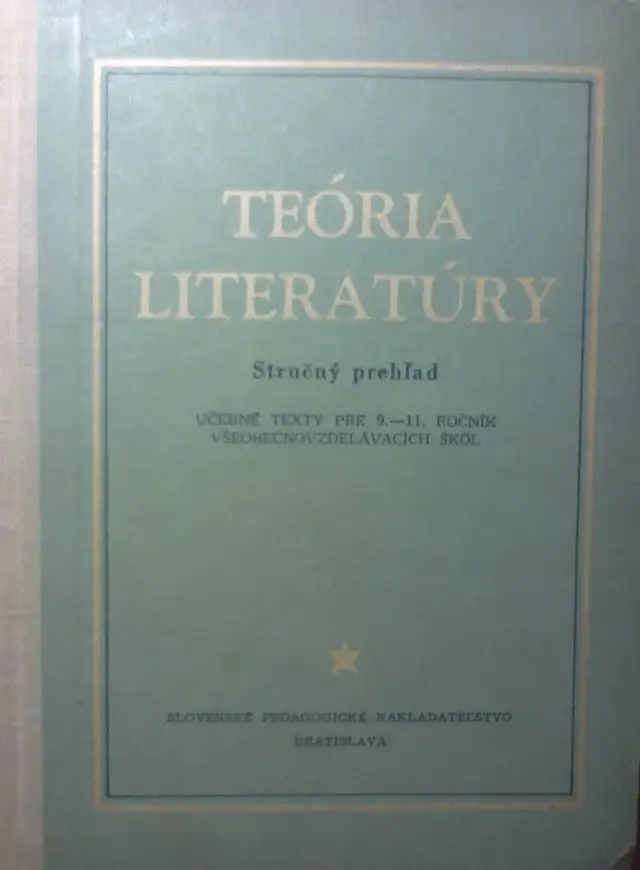 TEÓRIA
LITERATÚRY
Stručný prehľad
UČEBNÉ TEXTY PRE 9.—11. ROČNÍK
VŠEOBECNOVZDELÁVACÍCH ŠKÔL
SLOVENSKÉ PEDAGOGICKÉ NAKLADATEĽSTVO
BRATISLAVA